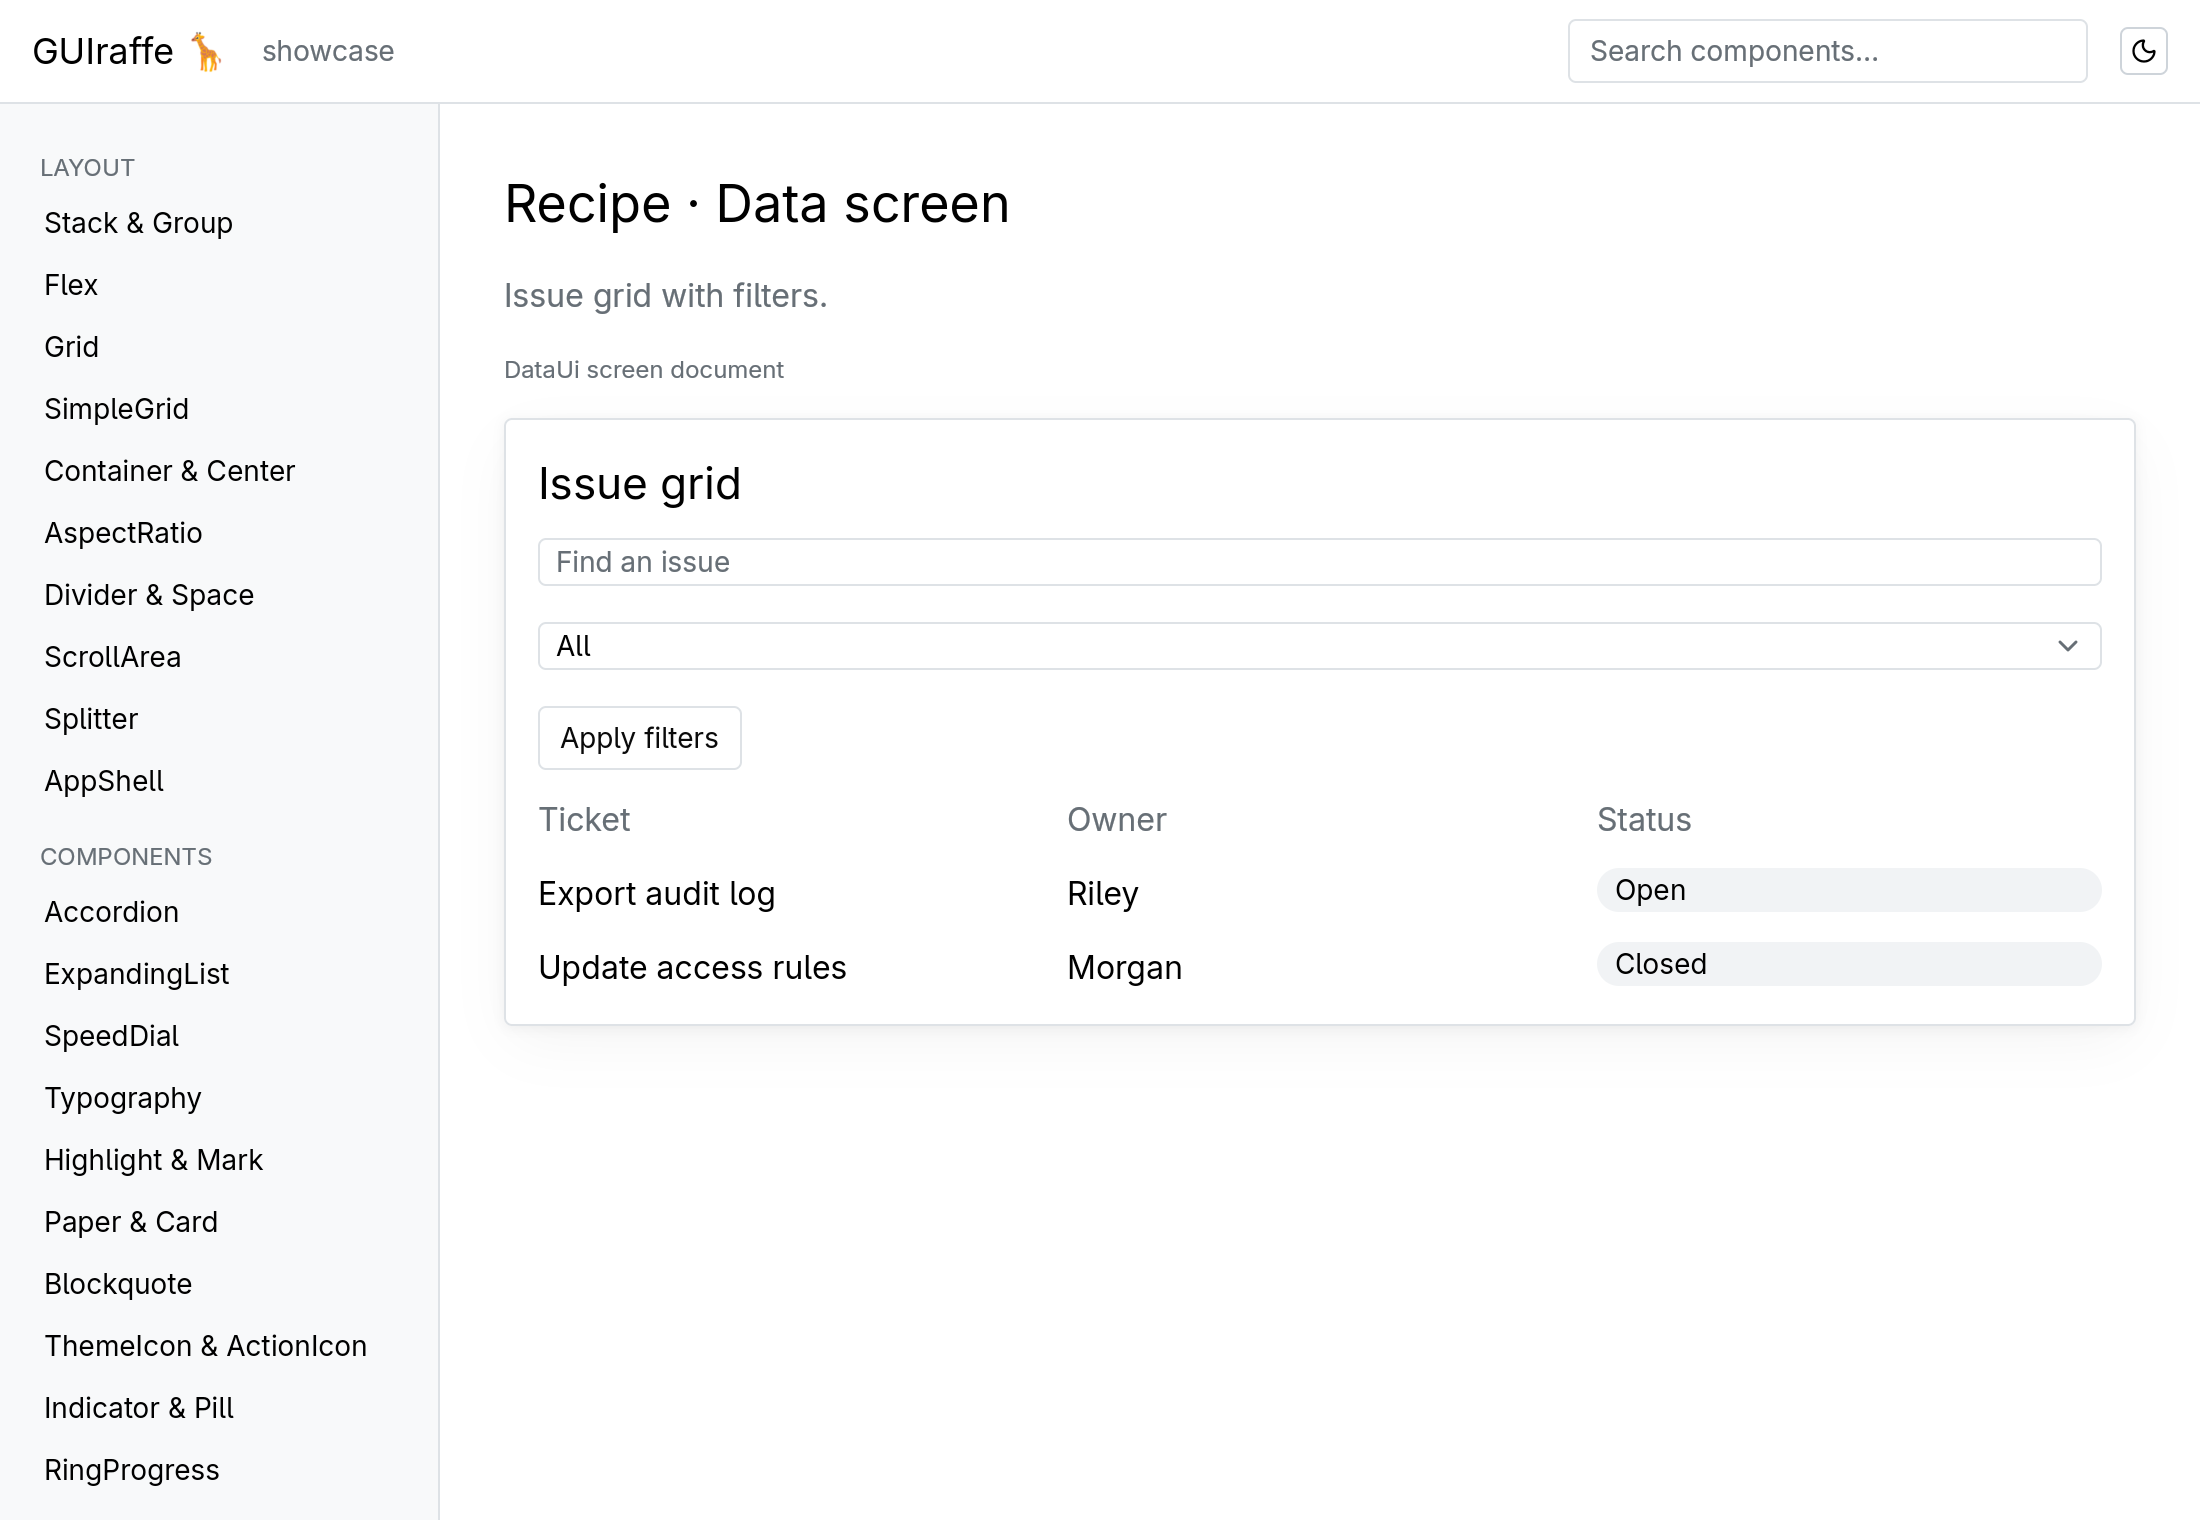 GUIraffe 🦒 showcase Search components...
LAYOUT
Stack & Group
Flex
Grid
SimpleGrid
Container & Center
AspectRatio
Divider & Space
ScrollArea
Splitter
AppShell
COMPONENTS
Accordion
ExpandingList
SpeedDial
Typography
Highlight & Mark
Paper & Card
Blockquote
ThemeIcon & ActionIcon
Indicator & Pill
RingProgress
Recipe · Data screen
Issue grid with filters.
DataUi screen document
Issue grid
Find an issue
All
Apply filters
Ticket Owner Status
Export audit log Riley Open
Update access rules Morgan Closed